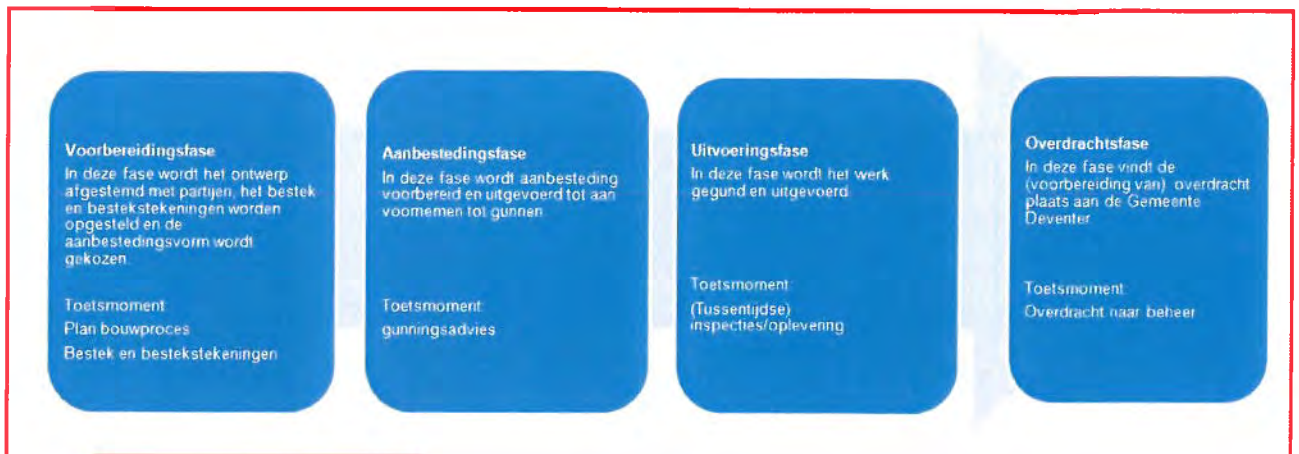 Voorbereidingsfase
In deze fase wordt het ontwerp
afgestemd met partijen, het bestek
en bestekstekeningen worden
opgesteld en de
aanbestedingsvorm wordt
gekozen.
Toetsmoment
Plan bouwproces
Bestek en bestekstekeningen
Aanbestedingsfase
In deze fase wordt aanbesteding
voorbereid en uitgevoerd tot aan
voornemen tot gunnen
Toetsmoment
gunningsadvies
Uitvoeringsfase
In deze fase wordt het werk
gegund en uitgevoerd
Toetsmoment
(Tussentijdse)
inspecties/oplevering
Overdrachtsfase
In deze fase vindt de
(voorbereiding van) overdracht
plaats aan de Gemeente
Deventer
Toetsmoment
Overdracht naar beheer